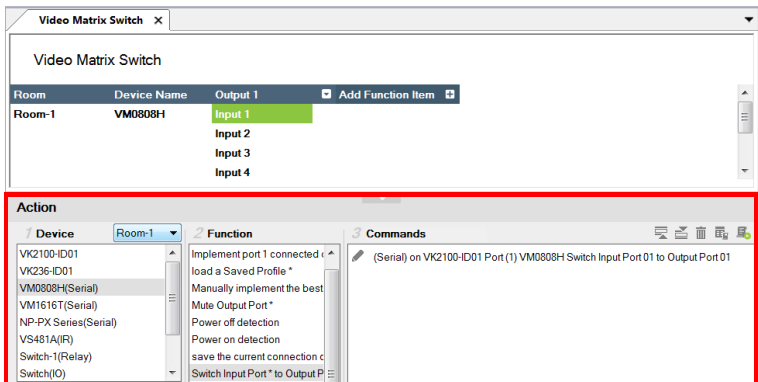 Video Matrix Switch X
Video Matrix Switch
Room Device Name Output 1 Add Function Item
Room-1 VM0808H Input 1
Input 2
Input 3
Input 4
Action
1 Device Room-1 2 Function 3 Commands
VK2100-ID01
VK236-ID01
VM0808H(Serial)
VM1616T(Serial)
NP-PX Series(Serial)
VS481A(IR)
Switch-1(Relay)
Switch(IO)
Implement port 1 connected
load a Saved Profile *
Manually implement the best
Mute Output Port *
Power off detection
Power on detection
save the current connection
Switch Input Port * to Output P
(Serial) on VK2100-ID01 Port (1) VM0808H Switch Input Port 01 to Output Port 01